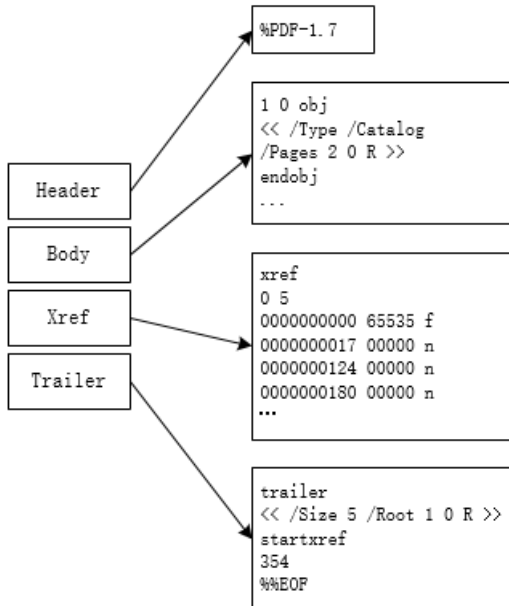 %PDF-1.7
1 0 obj
<< /Type /Catalog
/Pages 2 0 R >>
endobj
...
Header
Body
Xref
Trailer
xref
0 5
0000000000 65535 f
0000000017 00000 n
0000000124 00000 n
0000000180 00000 n
...
trailer
<< /Size 5 /Root 1 0 R >>
startxref
354
%%EOF